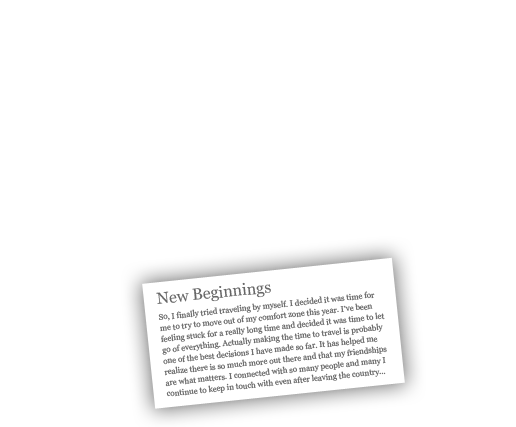 New Beginnings
So, I finally tried traveling by myself. I decided it was time for
me to try to move out of my comfort zone this year. I've been
feeling stuck for a really long time and decided it was time to let
go of everything. Actually making the time to travel is probably
one of the best decisions I have made so far. It has helped me
realize there is so much more out there and that my friendships
are what matters. I connected with so many people and many I
continue to keep in touch with even after leaving the country...